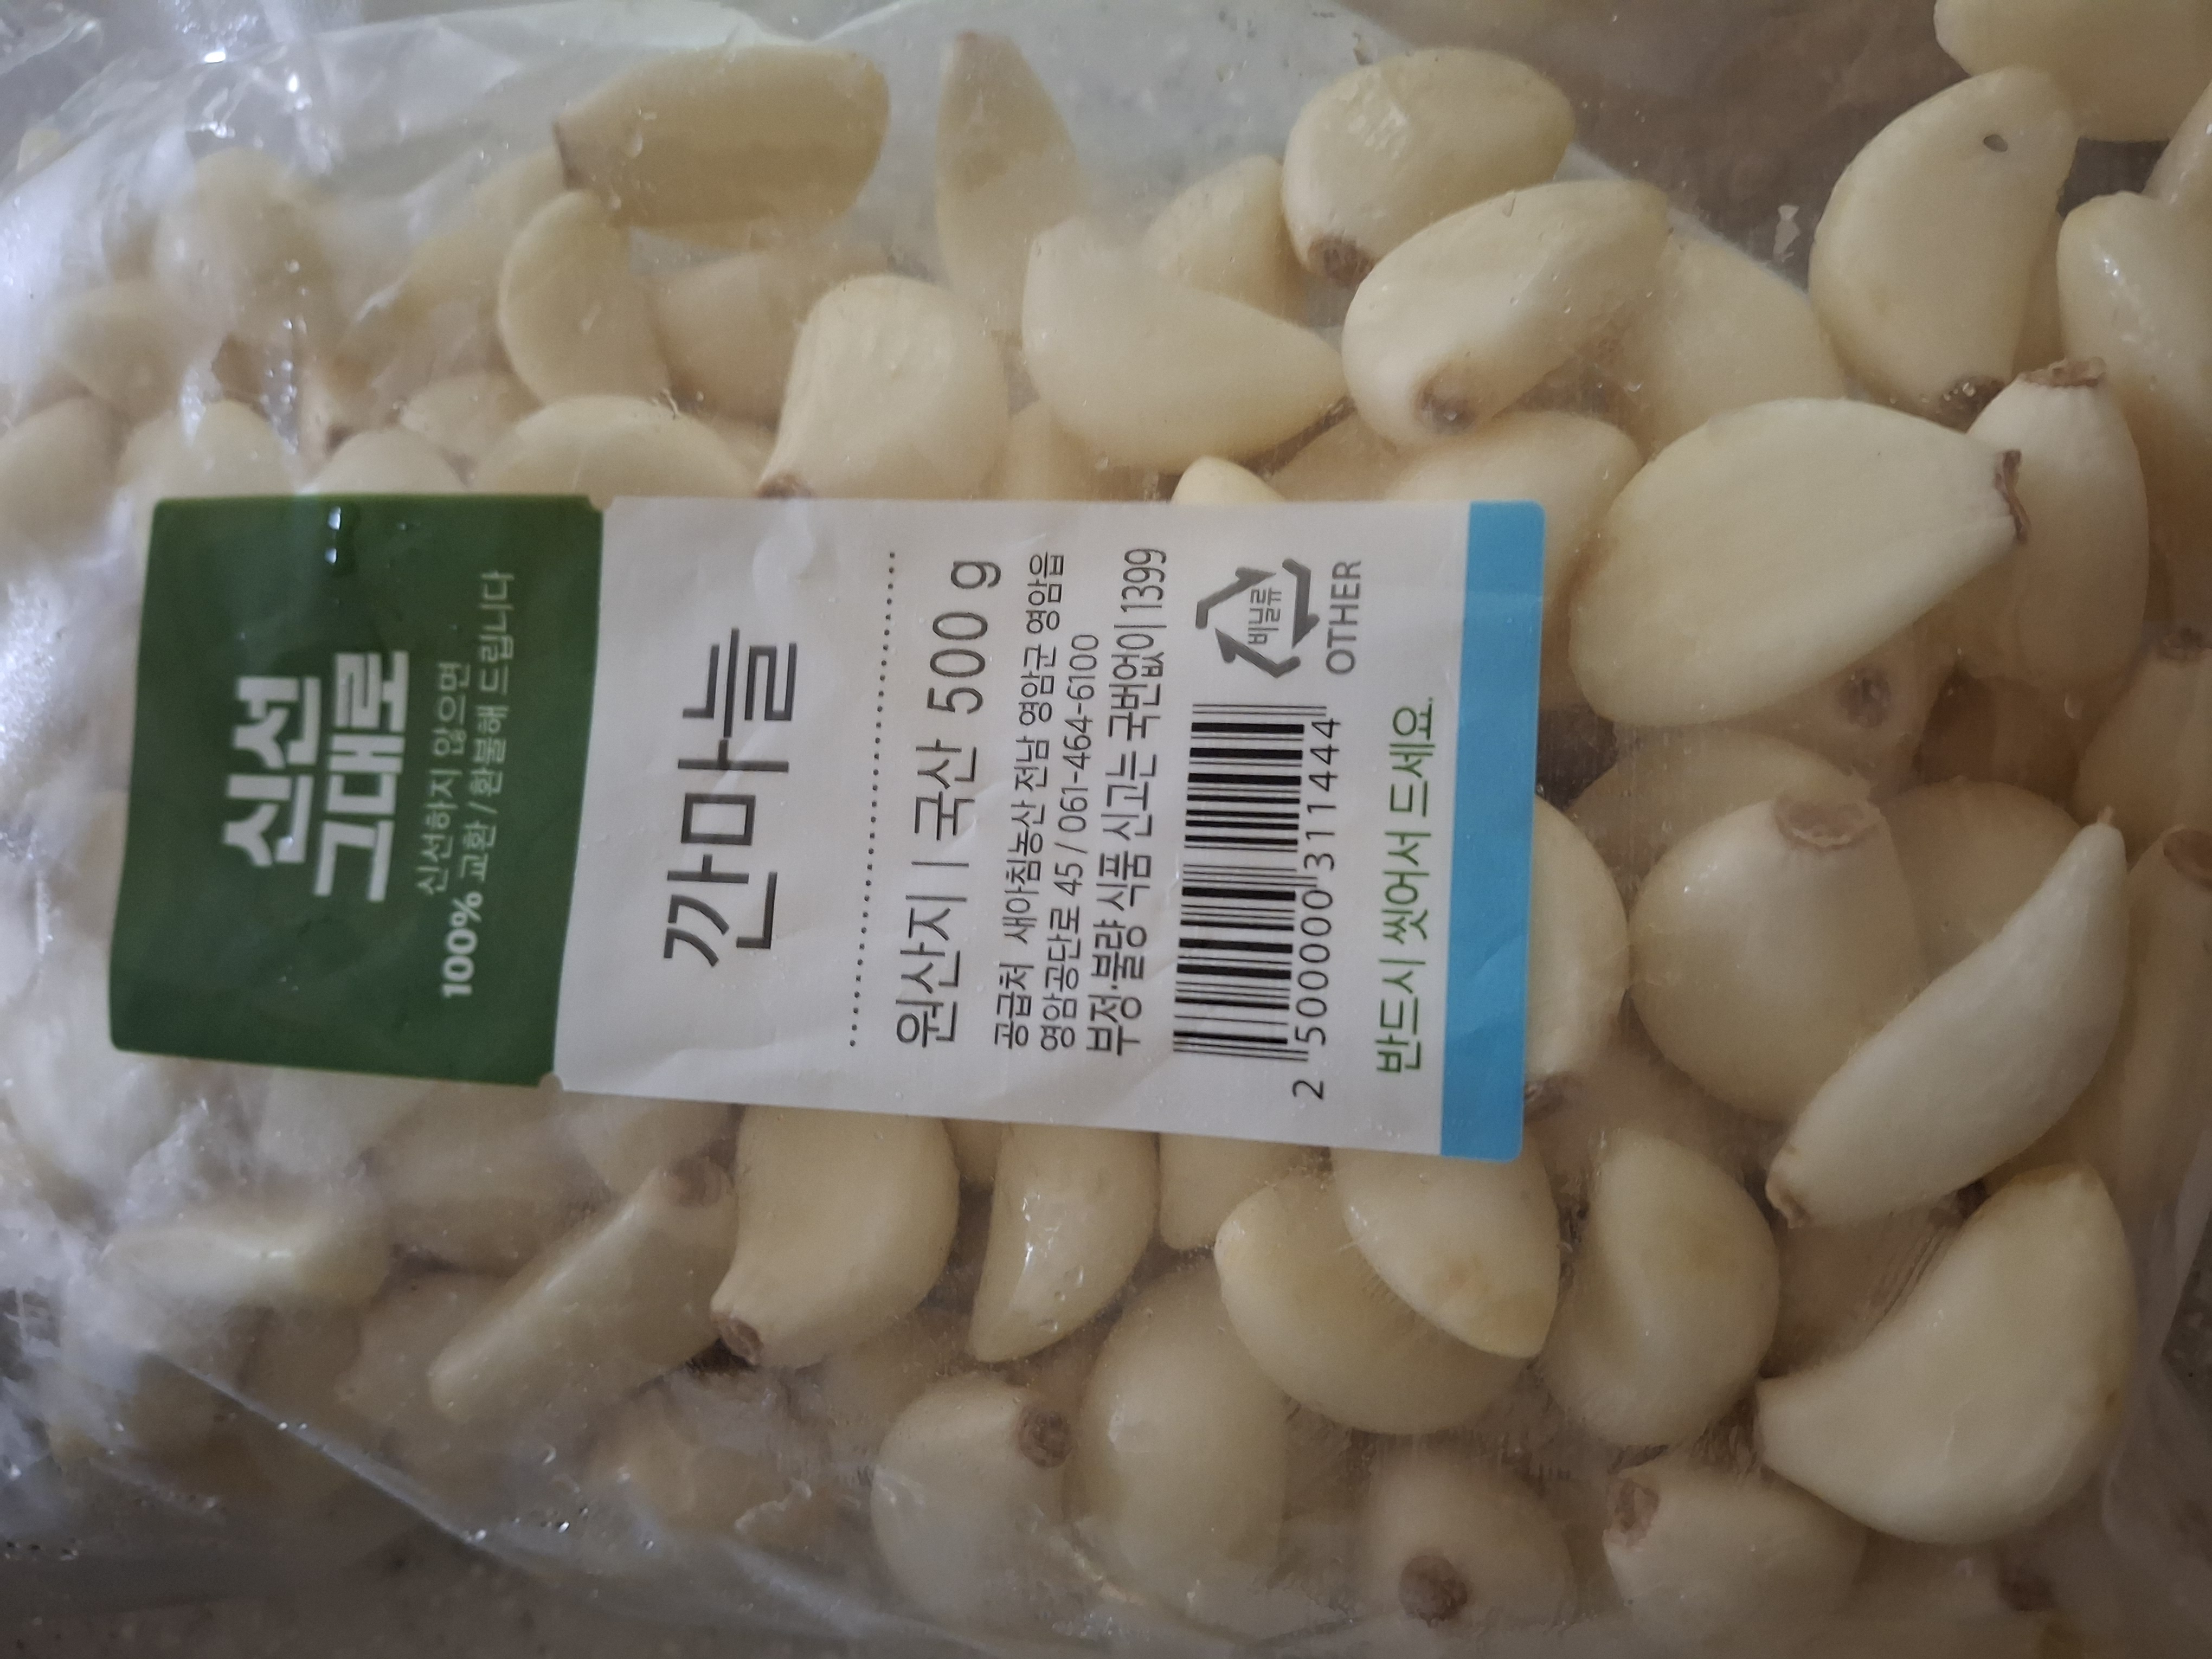 신선
그대로
신선하지 않으면
100% 교환/환불해 드립니다
깐마늘
원산지 | 국산 500 g
공급처 새아침농산 전남 영암군 영암읍
영암공단로 45 / 061-464-6100
부정·불량 식품 신고는 국번없이 1399
비닐류
OTHER
2 500000 311444
반드시 씻어서 드세요.